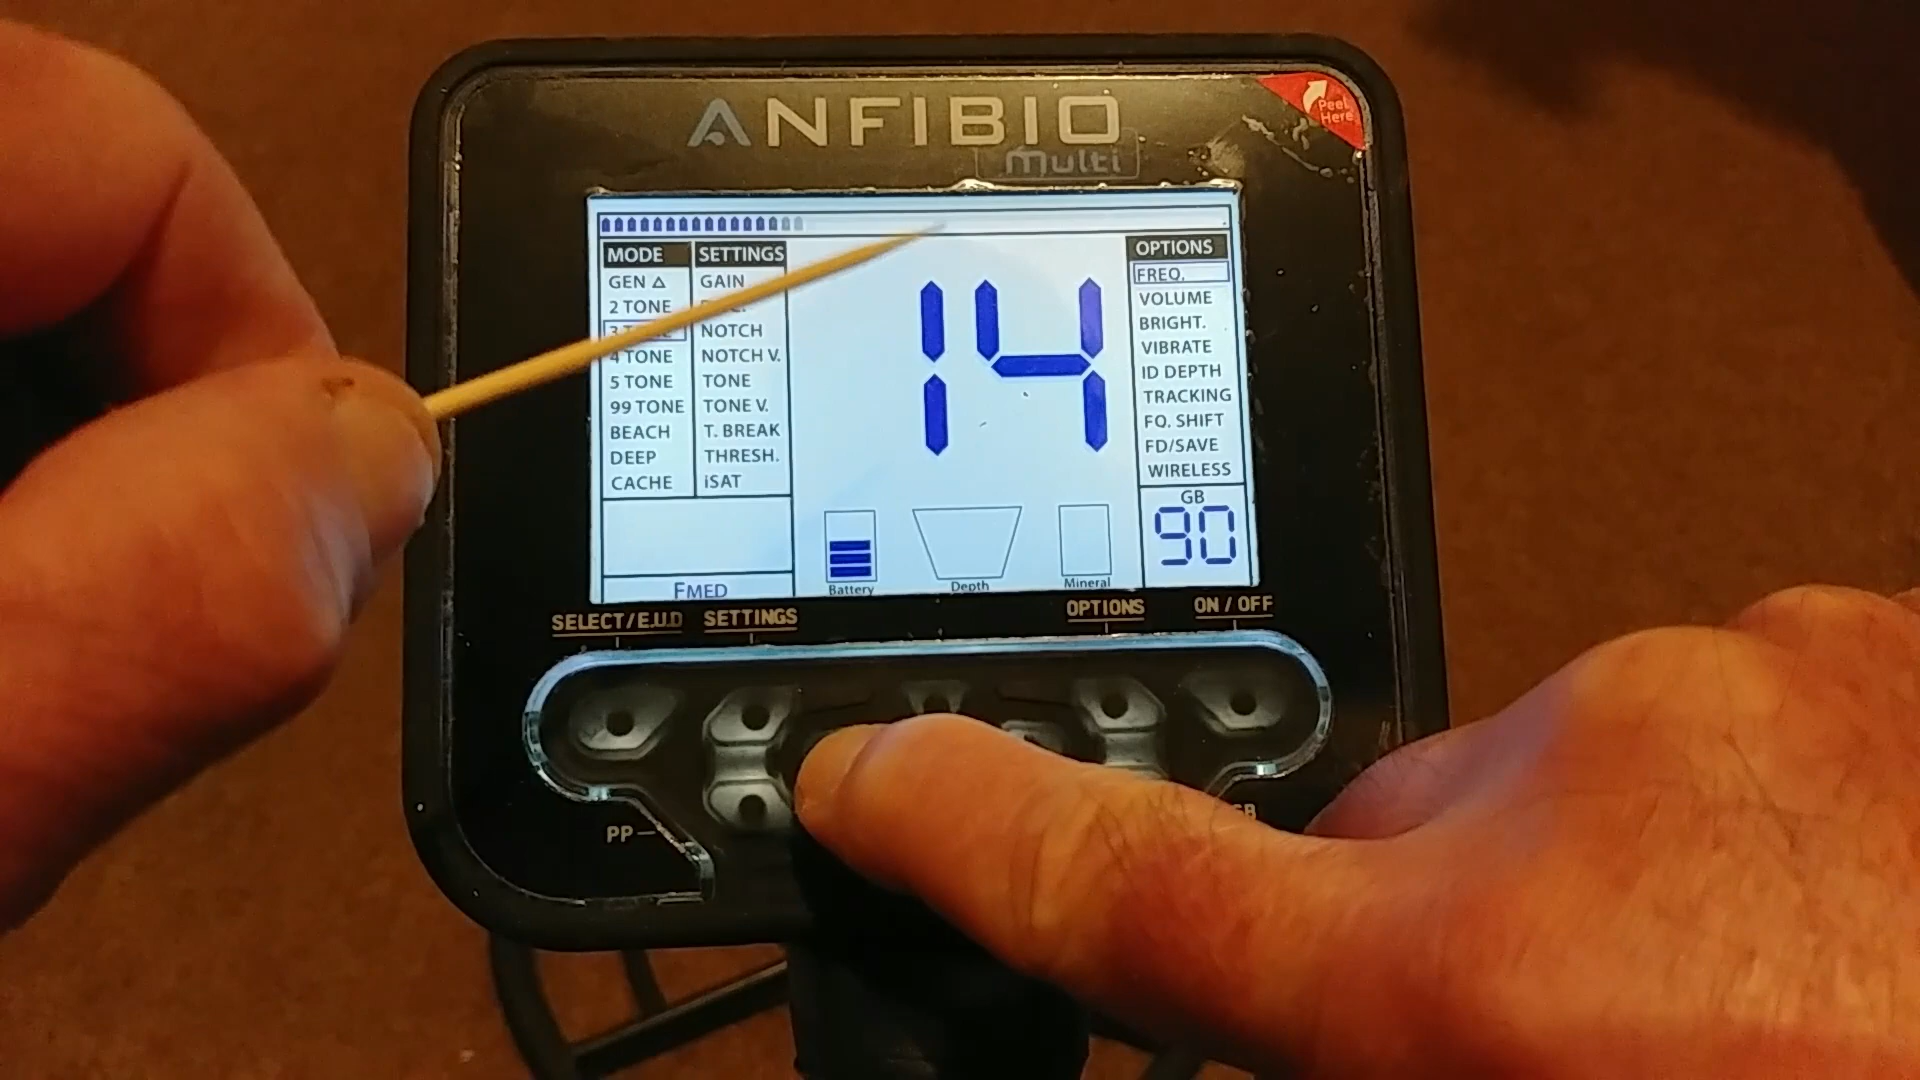 ANFIBIO
Multi
Peel
Here
MODE
GEN
2 TONE
3 TONE
4 TONE
5 TONE
99 TONE
BEACH
DEEP
CACHE
SETTINGS
GAIN
NOTCH
NOTCH V.
TONE
TONE V.
T. BREAK
THRESH.
iSAT
14
OPTIONS
FREQ.
VOLUME
BRIGHT.
VIBRATE
ID DEPTH
TRACKING
FQ. SHIFT
FD/SAVE
WIRELESS
GB
90
FMED
Battery
Depth
Mineral
SELECT/E.U.D
SETTINGS
OPTIONS
ON / OFF
PP